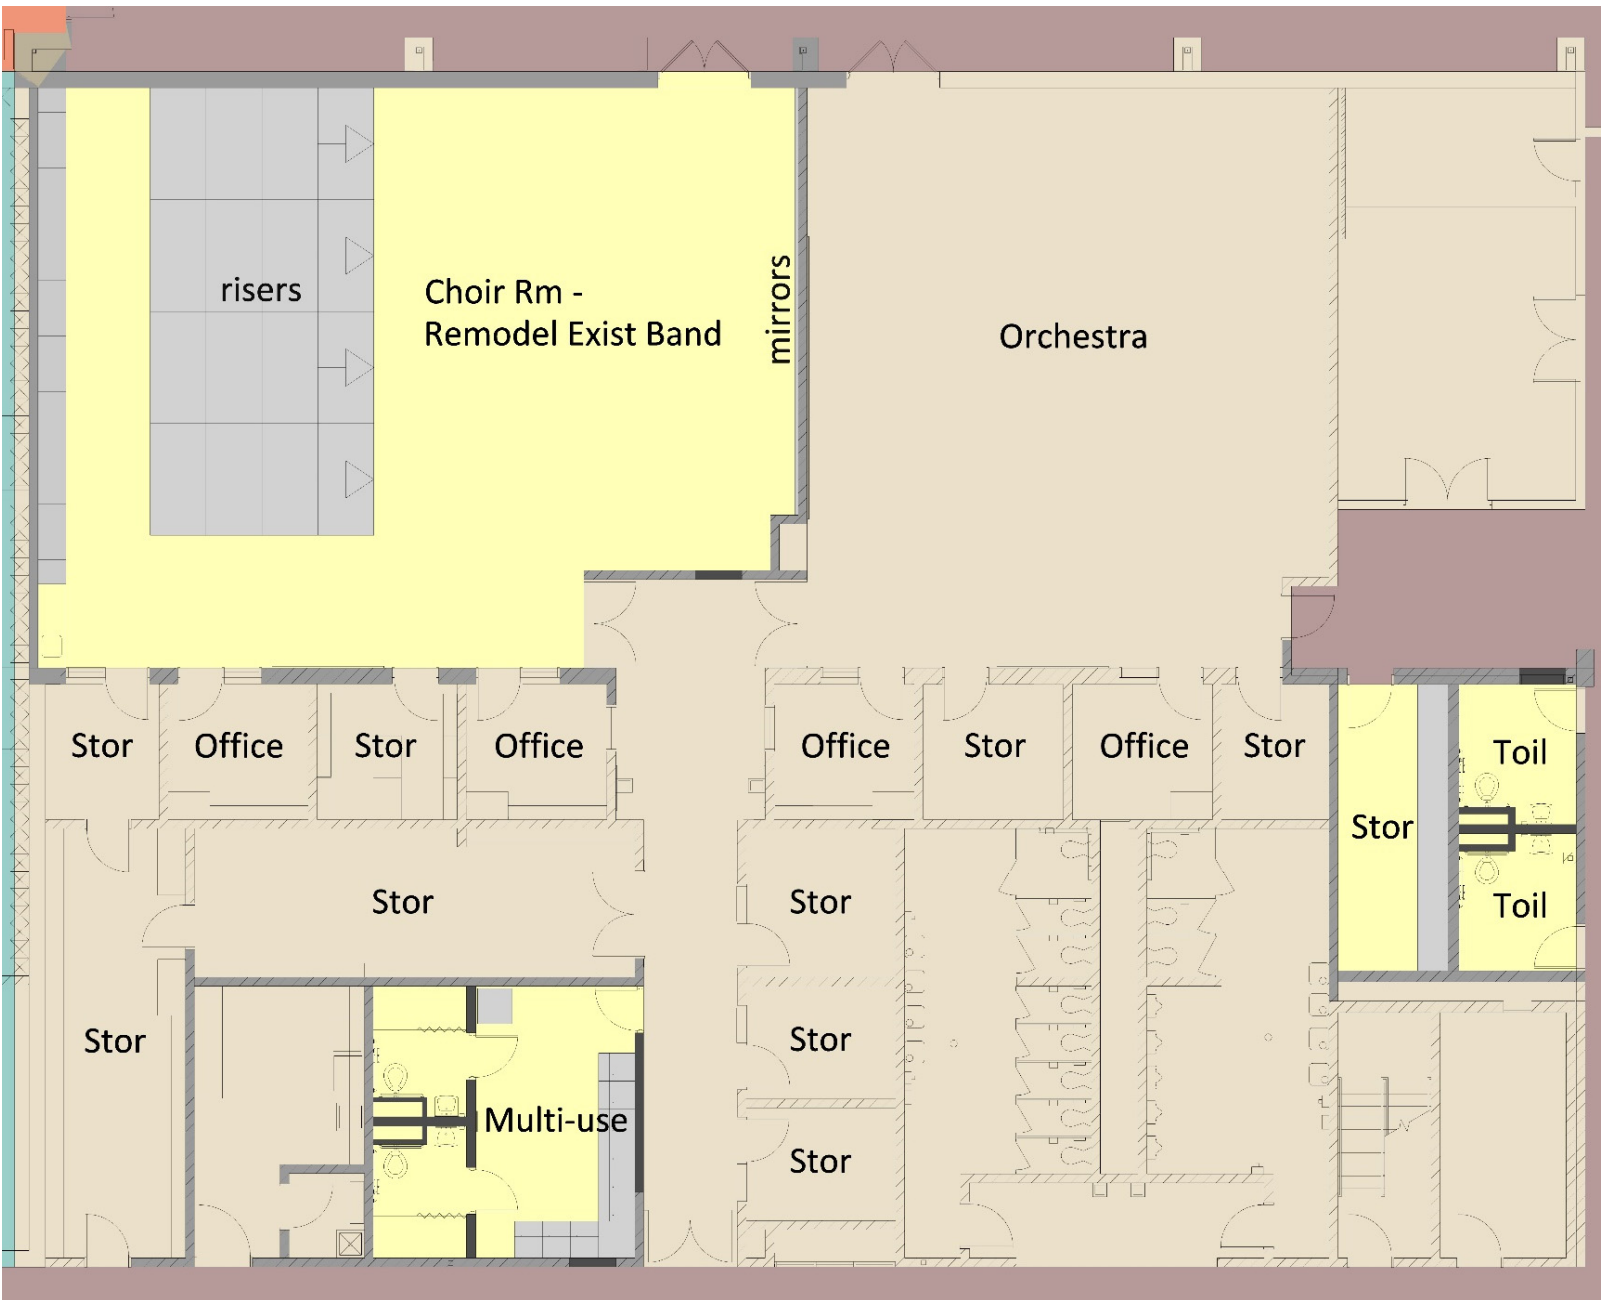 risers
Choir Rm -
Remodel Exist Band
mirrors
Orchestra
Stor
Office
Stor
Office
Office
Stor
Office
Stor
Toil
Stor
Stor
Stor
Toil
Stor
Stor
Multi-use
Stor